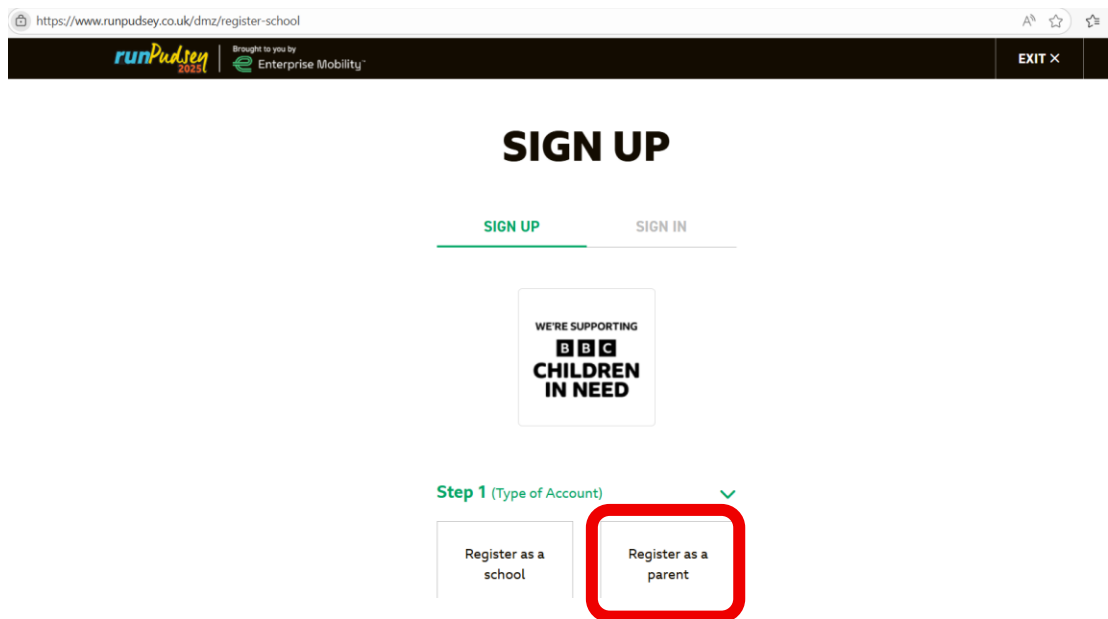 https://www.runpudsey.co.uk/dmz/register-school
runPudsey
2025
Brought to you by
Enterprise Mobility™
EXIT ×
SIGN UP
SIGN UP SIGN IN
WE'RE SUPPORTING
BBC
CHILDREN
IN NEED
Step 1 (Type of Account)
Register as a
school
Register as a
parent